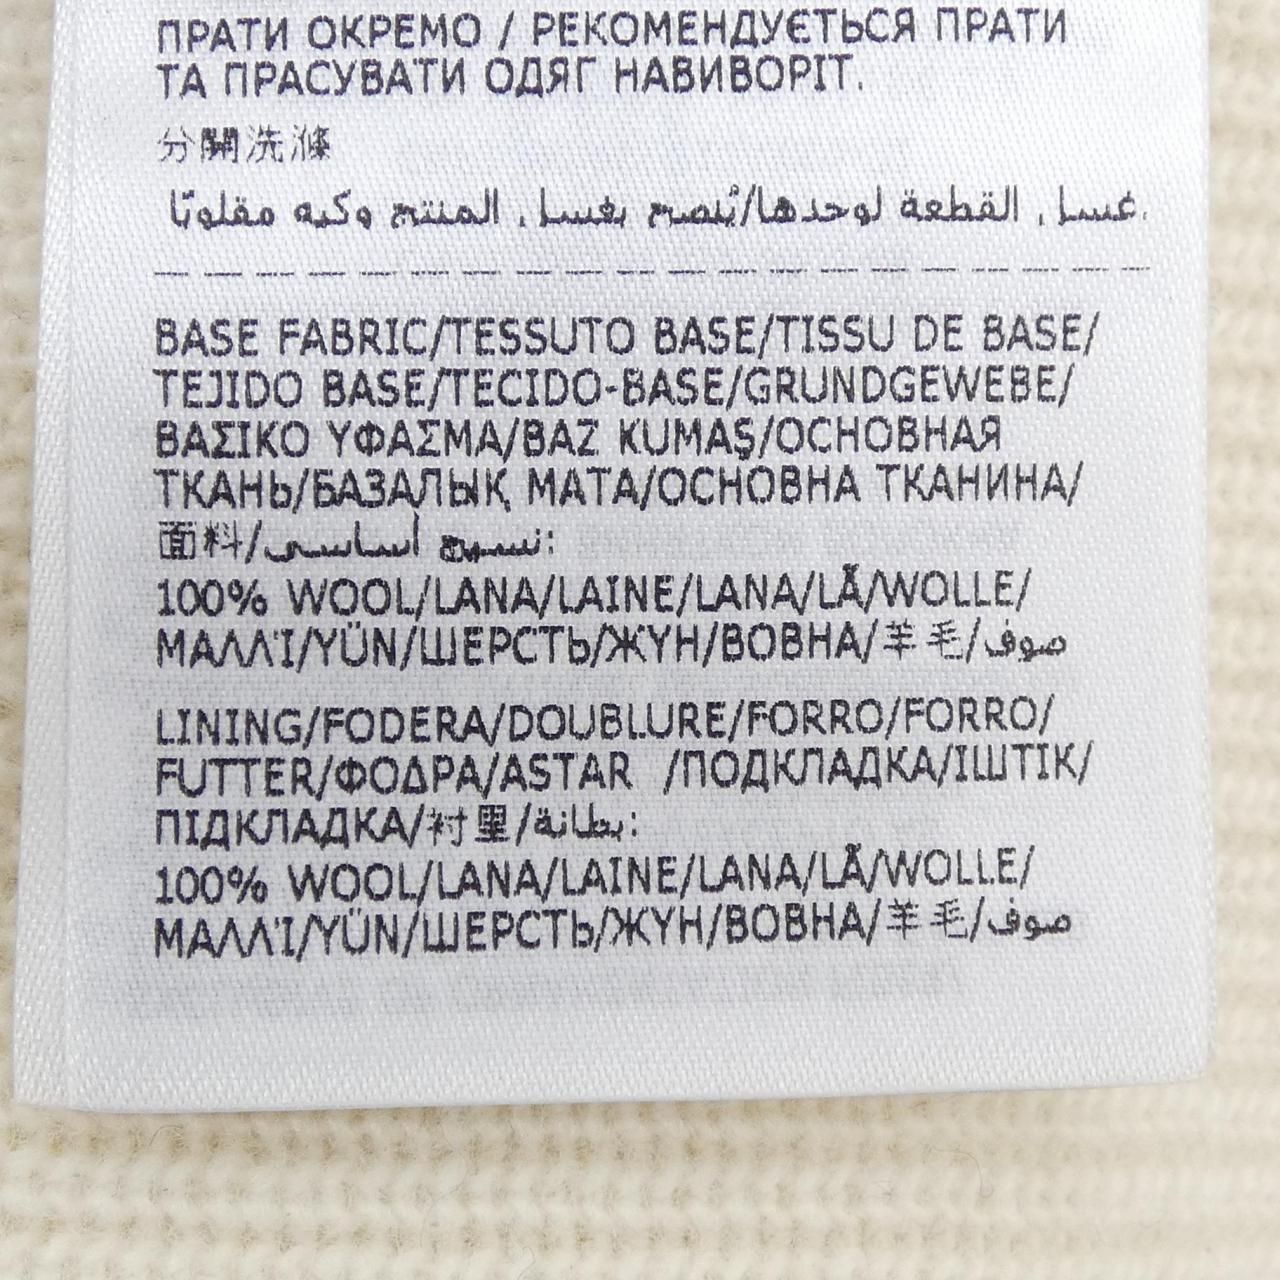 ПРАТИ ОКРЕМО / РЕКОМЕНДУЄТЬСЯ ПРАТИ
ТА ПРАСУВАТИ ОДЯГ НАВИВОРІТ.
分開洗滌
غسل القطعة لوحدها/يُنصح بغسل المنتج وكيه مقلوبًا.
BASE FABRIC/TESSUTO BASE/TISSU DE BASE/
TEJIDO BASE/TECIDO-BASE/GRUNDGEWEBE/
ΒΑΣΙΚΟ ΥΦΑΣΜΑ/BAZ KUMAŞ/ОСНОВНАЯ
ТКАНЬ/БАЗАЛЫҚ МАТА/ОСНОВНА ТКАНИНА/
面料/نسيج أساسي:
100% WOOL/LANA/LAINE/LANA/LÃ/WOLLE/
ΜΑΛΛΊ/YÜN/ШЕРСТЬ/ЖҮН/ВОВНА/羊毛/صوف
LINING/FODERA/DOUBLURE/FORRO/FORRO/
FUTTER/ΦΟΔΡΑ/ASTAR /ПОДКЛАДКА/ІШТІК/
ПІДКЛАДКА/衬里/بطانة:
100% WOOL/LANA/LAINE/LANA/LÃ/WOLLE/
ΜΑΛΛΊ/YÜN/ШЕРСТЬ/ЖҮН/ВОВНА/羊毛/صوف